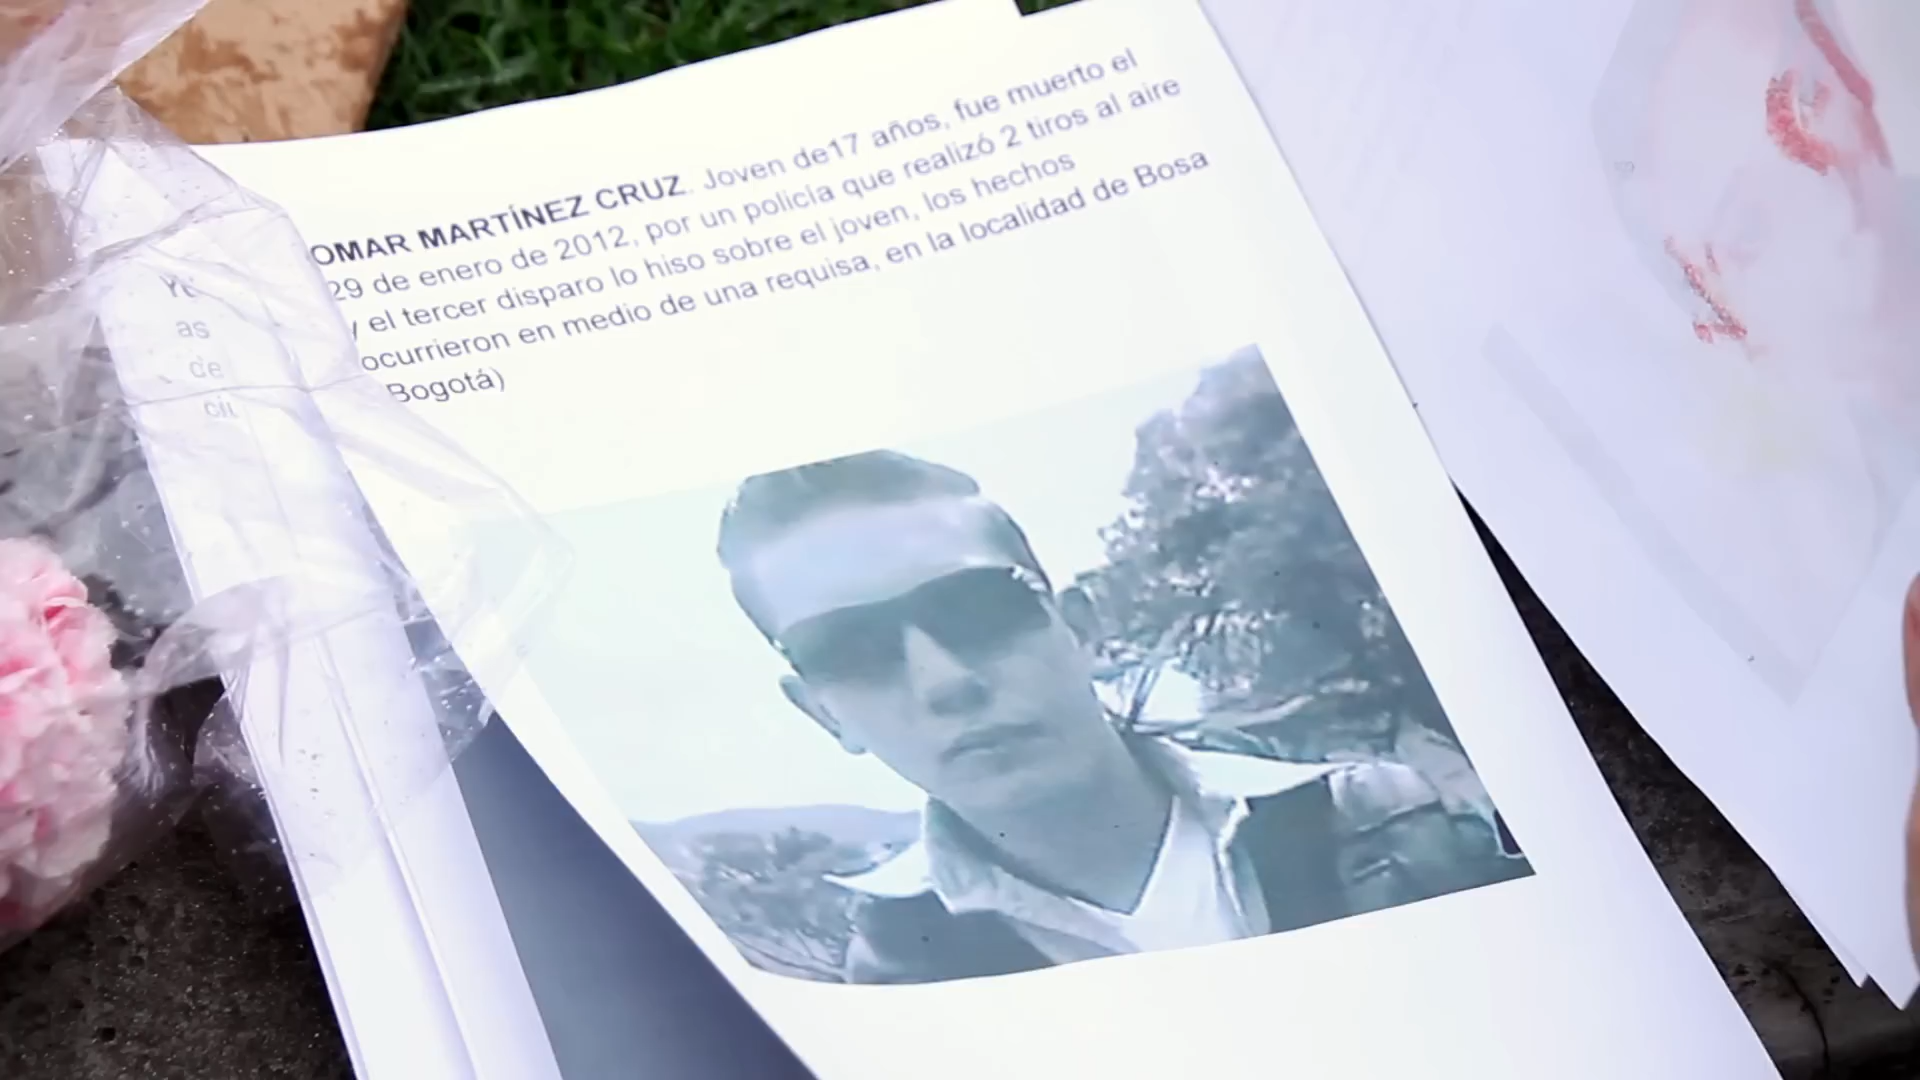 OMAR MARTÍNEZ CRUZ. Joven de17 años, fue muerto el
29 de enero de 2012, por un policía que realizó 2 tiros al aire
y el tercer disparo lo hiso sobre el joven, los hechos
ocurrieron en medio de una requisa, en la localidad de Bosa
Bogotá)
as
de